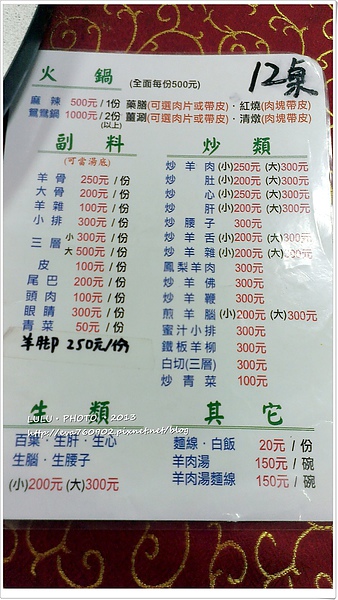 12桌
火 鍋 (全面每份500元)
麻 辣 500元 / 1份 藥膳(可選肉片或帶皮)‧紅燒(肉塊帶皮)
鴛鴦鍋 1000元 / 2份 薑涮(可選肉片或帶皮)‧清燉(肉塊帶皮)
(以上)
副 料
(可當湯底)
羊 骨 250元 / 份
大 骨 200元 / 份
羊 雜 100元 / 份
小 排 300元 / 份
三 層 小 300元 / 份
大 500元 / 份
皮 100元 / 份
尾 巴 200元 / 份
頭 肉 100元 / 份
眼 睛 300元 / 份
青 菜 50元 / 份
羊肚 250元/份
炒 類
炒 羊 肉 (小)250元 (大)300元
炒 肚 (小)200元 (大)300元
炒 心 (小)250元 (大)300元
炒 肝 (小)200元 (大)300元
炒 腰 子 300元
炒 羊 舌 (小)200元 (大)300元
炒 羊 雜 (小)200元 (大)300元
鳳梨羊肉 300元
炒 羊 佛 300元
炒 羊 鞭 300元
煎 羊 腦 (小)200元 (大)300元
蜜汁小排 300元
鐵板羊柳 300元
白切(三層) 300元
炒 青 菜 100元
生 類
百葉‧生肝‧生心
生腦‧生腰子
(小)200元 (大)300元
其 它
麵線‧白飯 20元 / 份
羊肉湯 150元 / 碗
羊肉湯麵線 150元 / 碗
LULU‧PHOTO 2013
http://eva760902.pixnet.net/blog